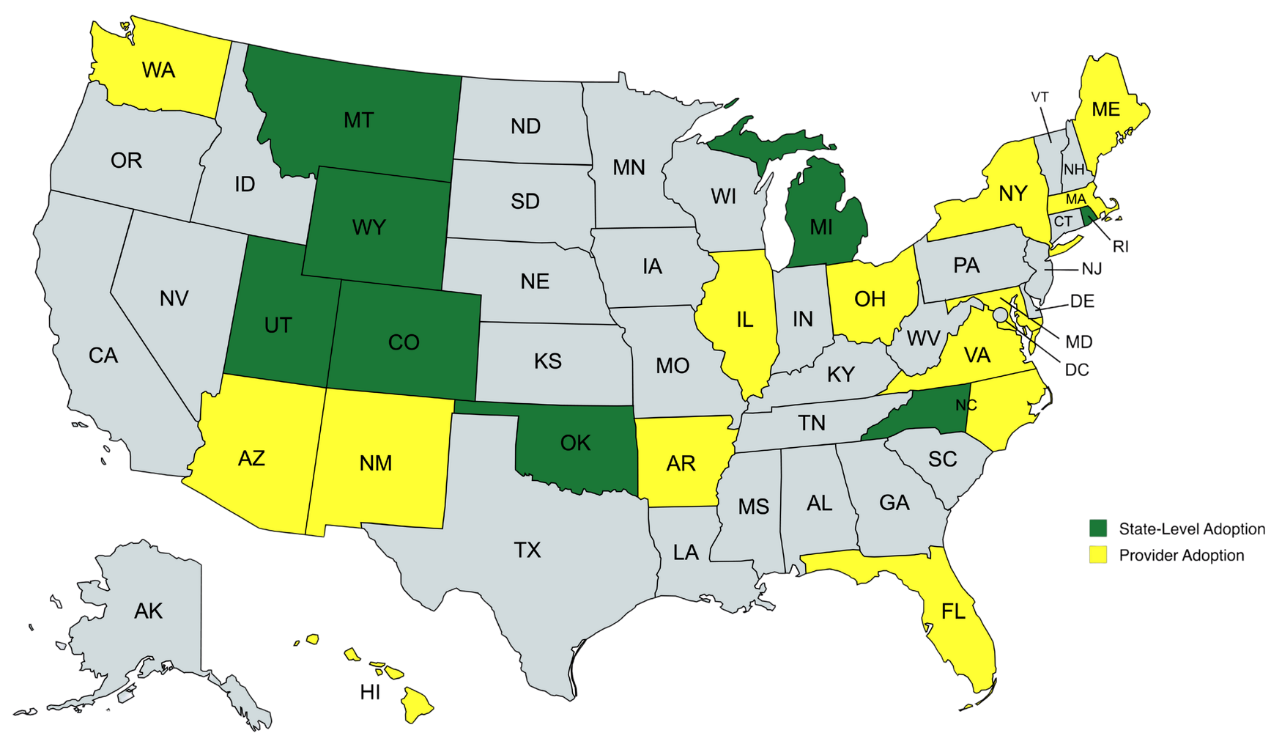 WA
MT
ND
MN
VT
ME
OR
ID
SD
WI
NY
NH
MA
CT
RI
WY
MI
IA
PA
NJ
NE
NV
UT
CO
IL
IN
OH
DE
MD
DC
WV
VA
CA
KS
MO
KY
NC
TN
OK
AZ
NM
AR
SC
MS
AL
GA
State-Level Adoption
Provider Adoption
TX
LA
AK
FL
HI